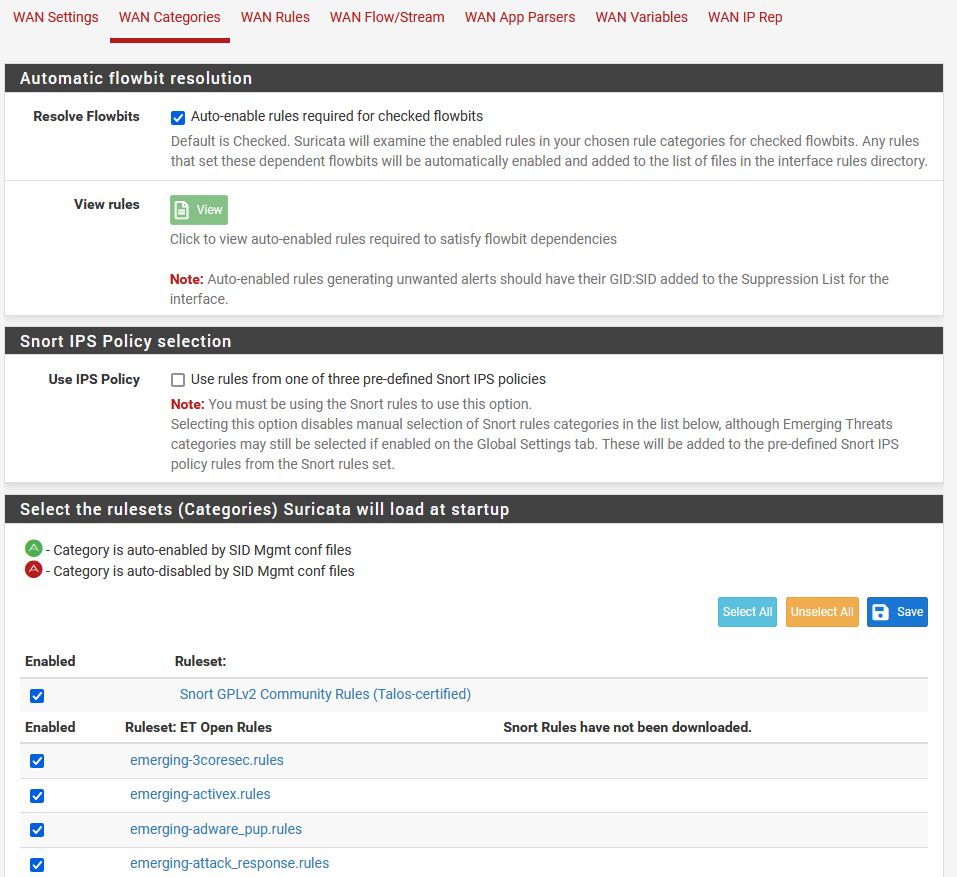 WAN Settings WAN Categories WAN Rules WAN Flow/Stream WAN App Parsers WAN Variables WAN IP Rep
Automatic flowbit resolution
Resolve Flowbits Auto-enable rules required for checked flowbits
Default is Checked. Suricata will examine the enabled rules in your chosen rule categories for checked flowbits. Any rules
that set these dependent flowbits will be automatically enabled and added to the list of files in the interface rules directory.
View rules View
Click to view auto-enabled rules required to satisfy flowbit dependencies
Note: Auto-enabled rules generating unwanted alerts should have their GID:SID added to the Suppression List for the
interface.
Snort IPS Policy selection
Use IPS Policy Use rules from one of three pre-defined Snort IPS policies
Note: You must be using the Snort rules to use this option.
Selecting this option disables manual selection of Snort rules categories in the list below, although Emerging Threats
categories may still be selected if enabled on the Global Settings tab. These will be added to the pre-defined Snort IPS
policy rules from the Snort rules set.
Select the rulesets (Categories) Suricata will load at startup
- Category is auto-enabled by SID Mgmt conf files
- Category is auto-disabled by SID Mgmt conf files
Select All Unselect All Save
Enabled Ruleset:
Snort GPLv2 Community Rules (Talos-certified)
Enabled Ruleset: ET Open Rules Snort Rules have not been downloaded.
emerging-3coresec.rules
emerging-activex.rules
emerging-adware_pup.rules
emerging-attack_response.rules